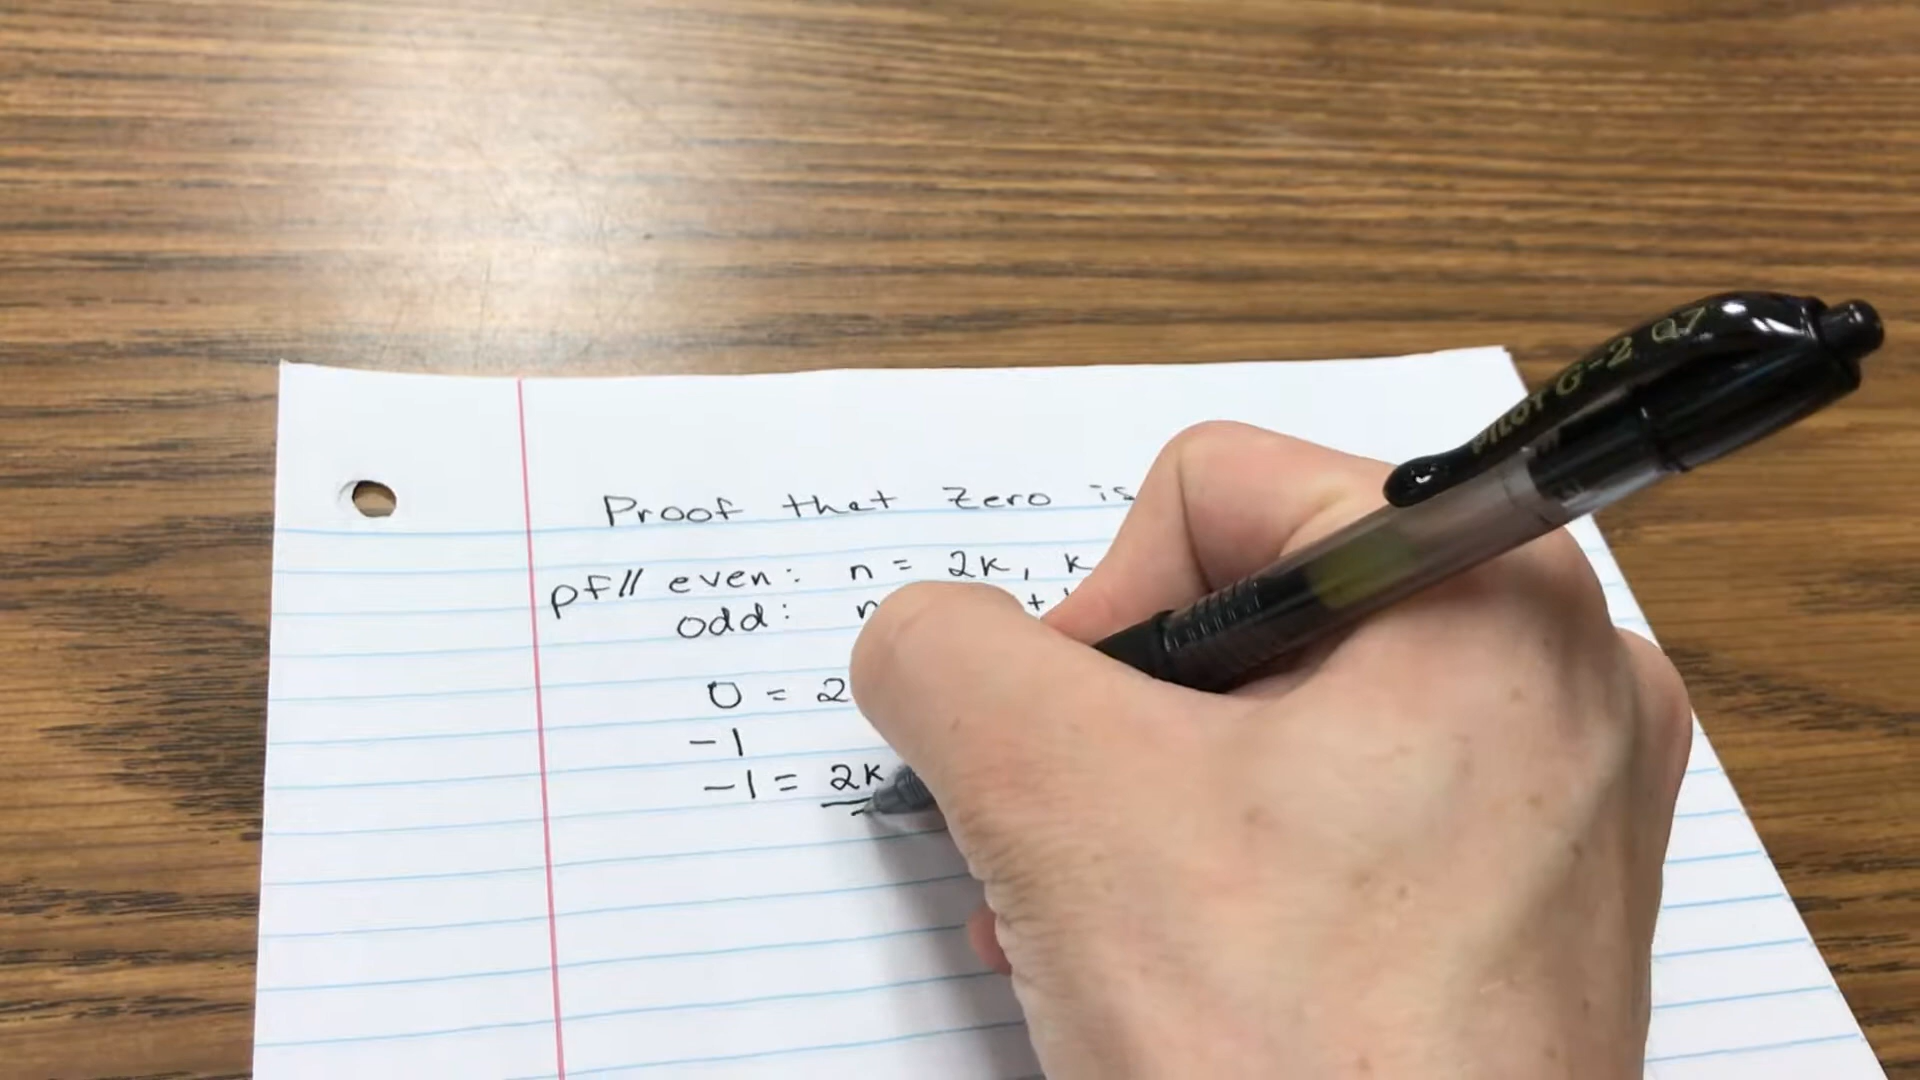 Proof that Zero is
pf// even: n = 2k, k
odd: n +
0 = 2
-1
-1 = 2k
PILOT G-2 07